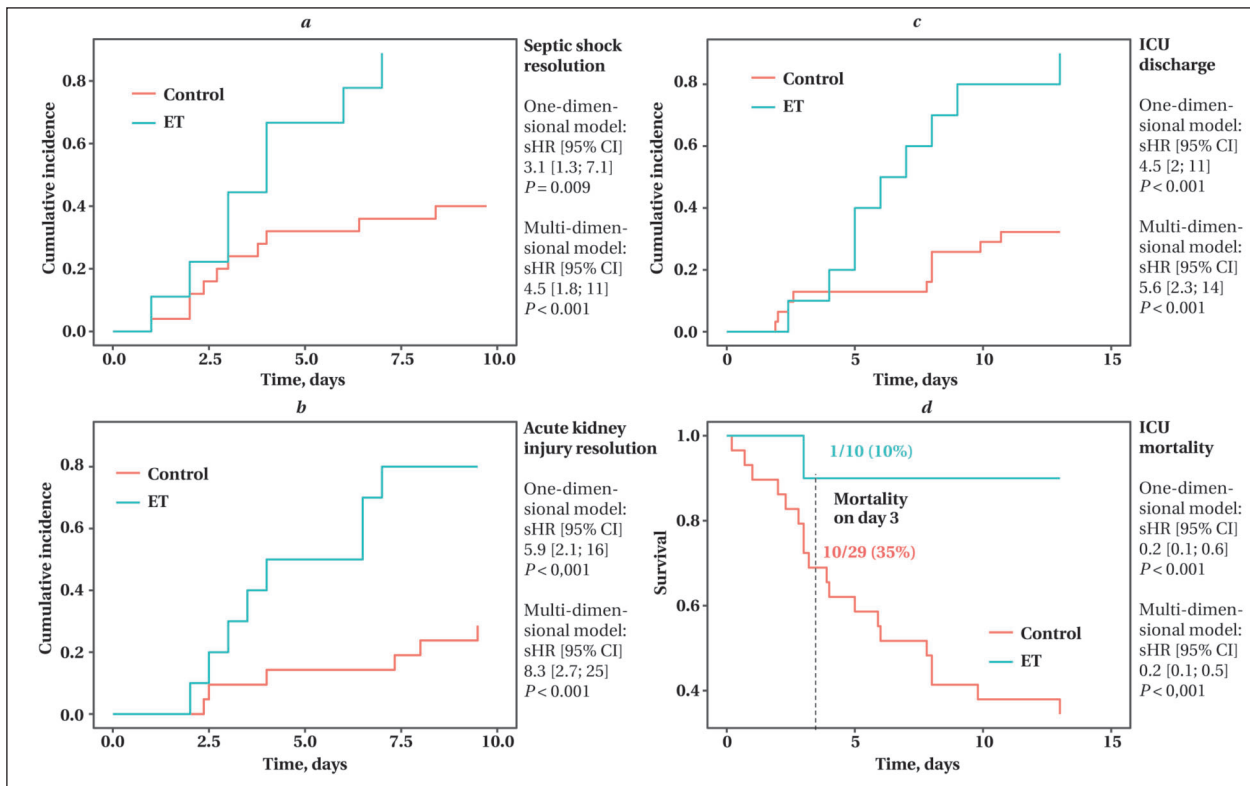 a
0.8
0.6
0.4
0.2
0.0
Cumulative incidence
Control
ET
0.0
2.5
5.0
7.5
10.0
Time, days
Septic shock
resolution
One-dimen-
sional model:
sHR [95% CI]
3.1 [1.3; 7.1]
P = 0.009
Multi-dimen-
sional model:
sHR [95% CI]
4.5 [1.8; 11]
P < 0,001
c
0.8
0.6
0.4
0.2
0.0
Cumulative incidence
Control
ET
0
5
10
15
Time, days
ICU
discharge
One-dimen-
sional model:
sHR [95% CI]
4.5 [2; 11]
P < 0.001
Multi-dimen-
sional model:
sHR [95% CI]
5.6 [2.3; 14]
P < 0.001
b
0.8
0.6
0.4
0.2
0.0
Cumulative incidence
Control
ET
0.0
2.5
5.0
7.5
10.0
Time, days
Acute kidney
injury resolution
One-dimen-
sional model:
sHR [95% CI]
5.9 [2.1; 16]
P < 0,001
Multi-dimen-
sional model:
sHR [95% CI]
8.3 [2.7; 25]
P < 0.001
d
1.0
0.8
0.6
0.4
Survival
1/10 (10%)
Mortality
on day 3
10/29 (35%)
Control
ET
0
5
10
15
Time, days
ICU
mortality
One-dimen-
sional model:
sHR [95% CI]
0.2 [0.1; 0.6]
P < 0.001
Multi-dimen-
sional model:
sHR [95% CI]
0.2 [0.1; 0.5]
P < 0,001